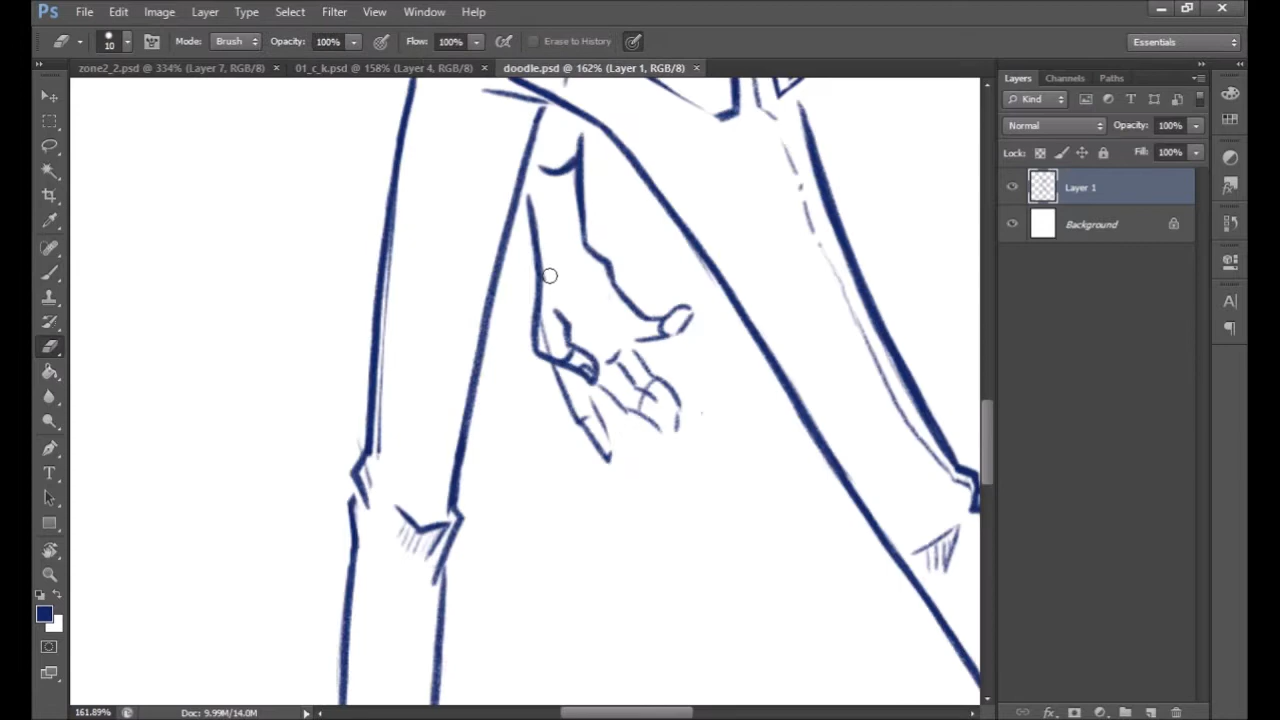 Ps File Edit Image Layer Type Select Filter View Window Help
10 Mode: Brush Opacity: 100% Flow: 100% Erase to History Essentials
zone2_2.psd @ 334% (Layer 7, RGB/8) × 01_c_k.psd @ 158% (Layer 4, RGB/8) × doodle.psd @ 162% (Layer 1, RGB/8) ×
Layers Channels Paths
Kind
Normal Opacity: 100%
Lock: Fill: 100%
Layer 1
Background
161.89% Doc: 9.99M/14.0M